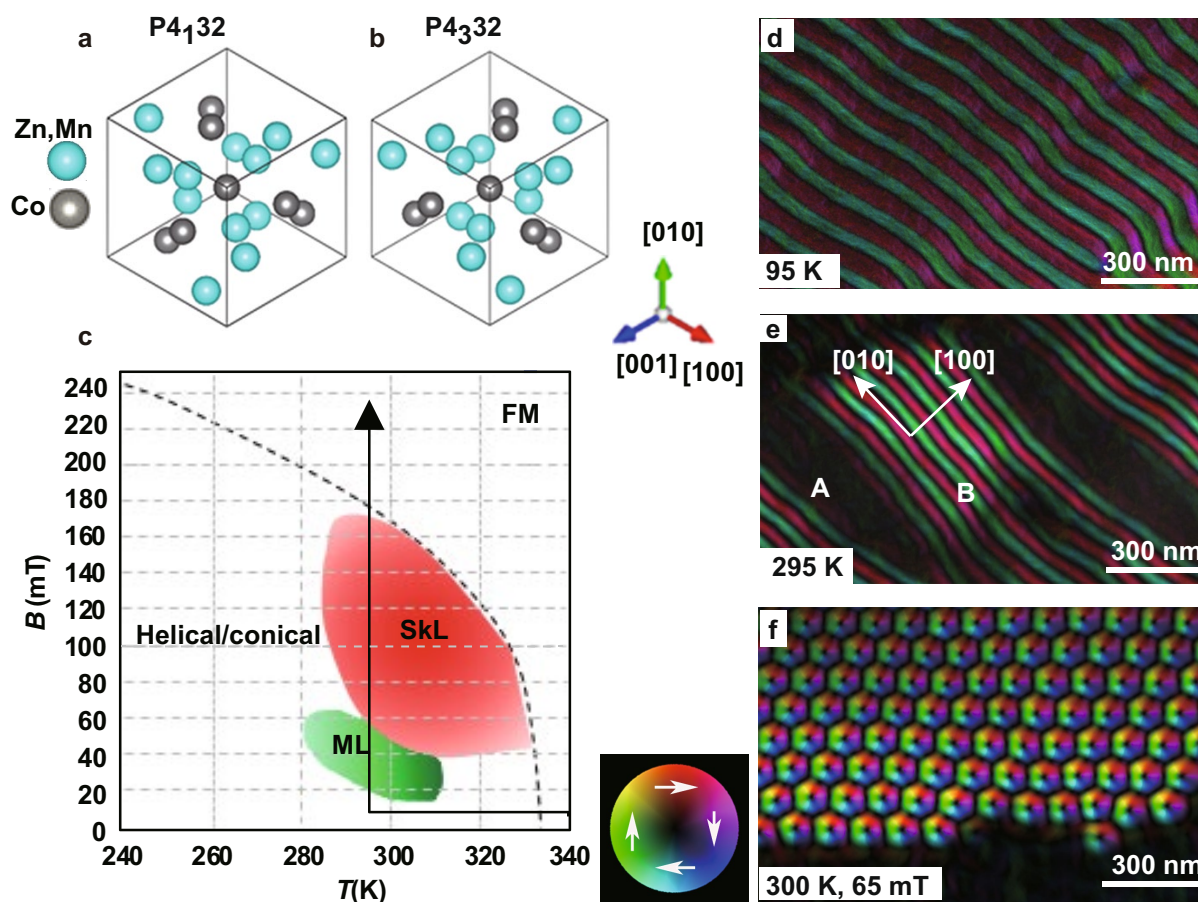 a
P4₁32
b
P4₃32
Zn,Mn
Co
[010]
[001]
[100]
c
B (mT)
240
220
200
180
160
140
120
100
80
60
40
20
0
FM
Helical/conical
SkL
ML
240
260
280
300
320
340
T(K)
d
95 K
300 nm
e
[010]
[100]
A
B
295 K
300 nm
f
300 K, 65 mT
300 nm